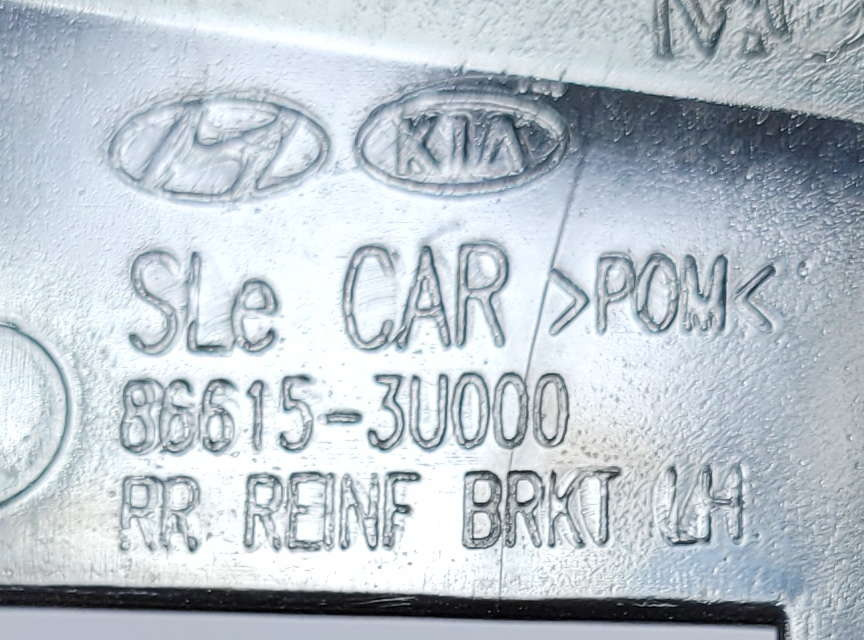 KIA
SLe CAR >POM<
86615-3U000
RR REINF BRKT LH